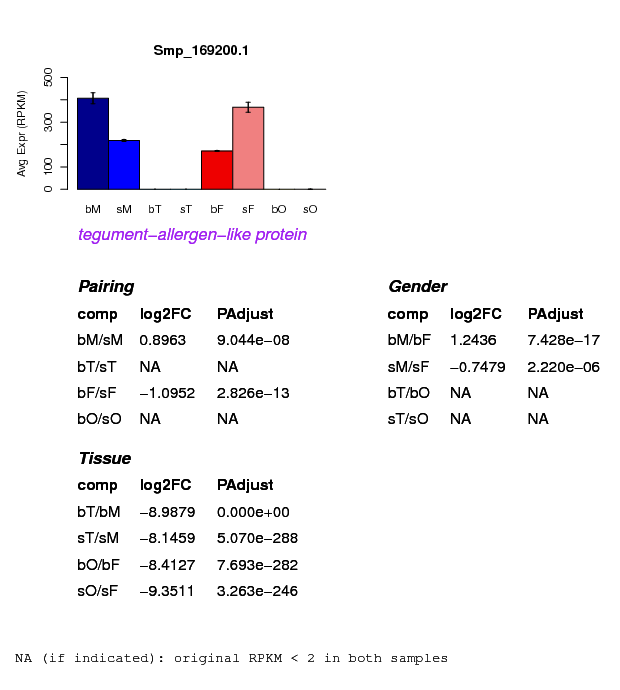 Smp_169200.1
Avg Expr (RPKM)
500
300
100
0
bM sM bT sT bF sF bO sO
tegument−allergen−like protein
Pairing
comp log2FC PAdjust
bM/sM 0.8963 9.044e−08
bT/sT NA NA
bF/sF −1.0952 2.826e−13
bO/sO NA NA
Gender
comp log2FC PAdjust
bM/bF 1.2436 7.428e−17
sM/sF −0.7479 2.220e−06
bT/bO NA NA
sT/sO NA NA
Tissue
comp log2FC PAdjust
bT/bM −8.9879 0.000e+00
sT/sM −8.1459 5.070e−288
bO/bF −8.4127 7.693e−282
sO/sF −9.3511 3.263e−246
NA (if indicated): original RPKM < 2 in both samples